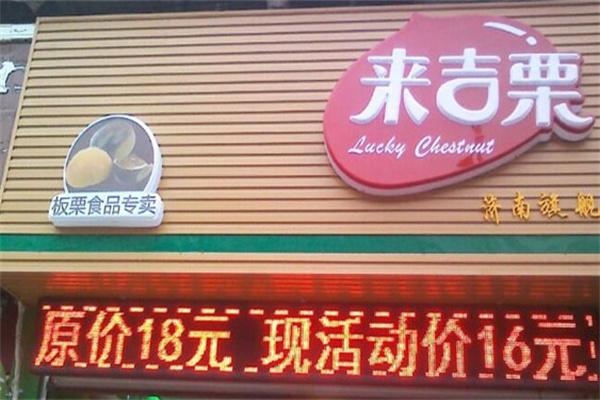 来吉栗
Lucky Chestnut
板栗食品专卖
济南旗舰
原价18元 现活动价16元